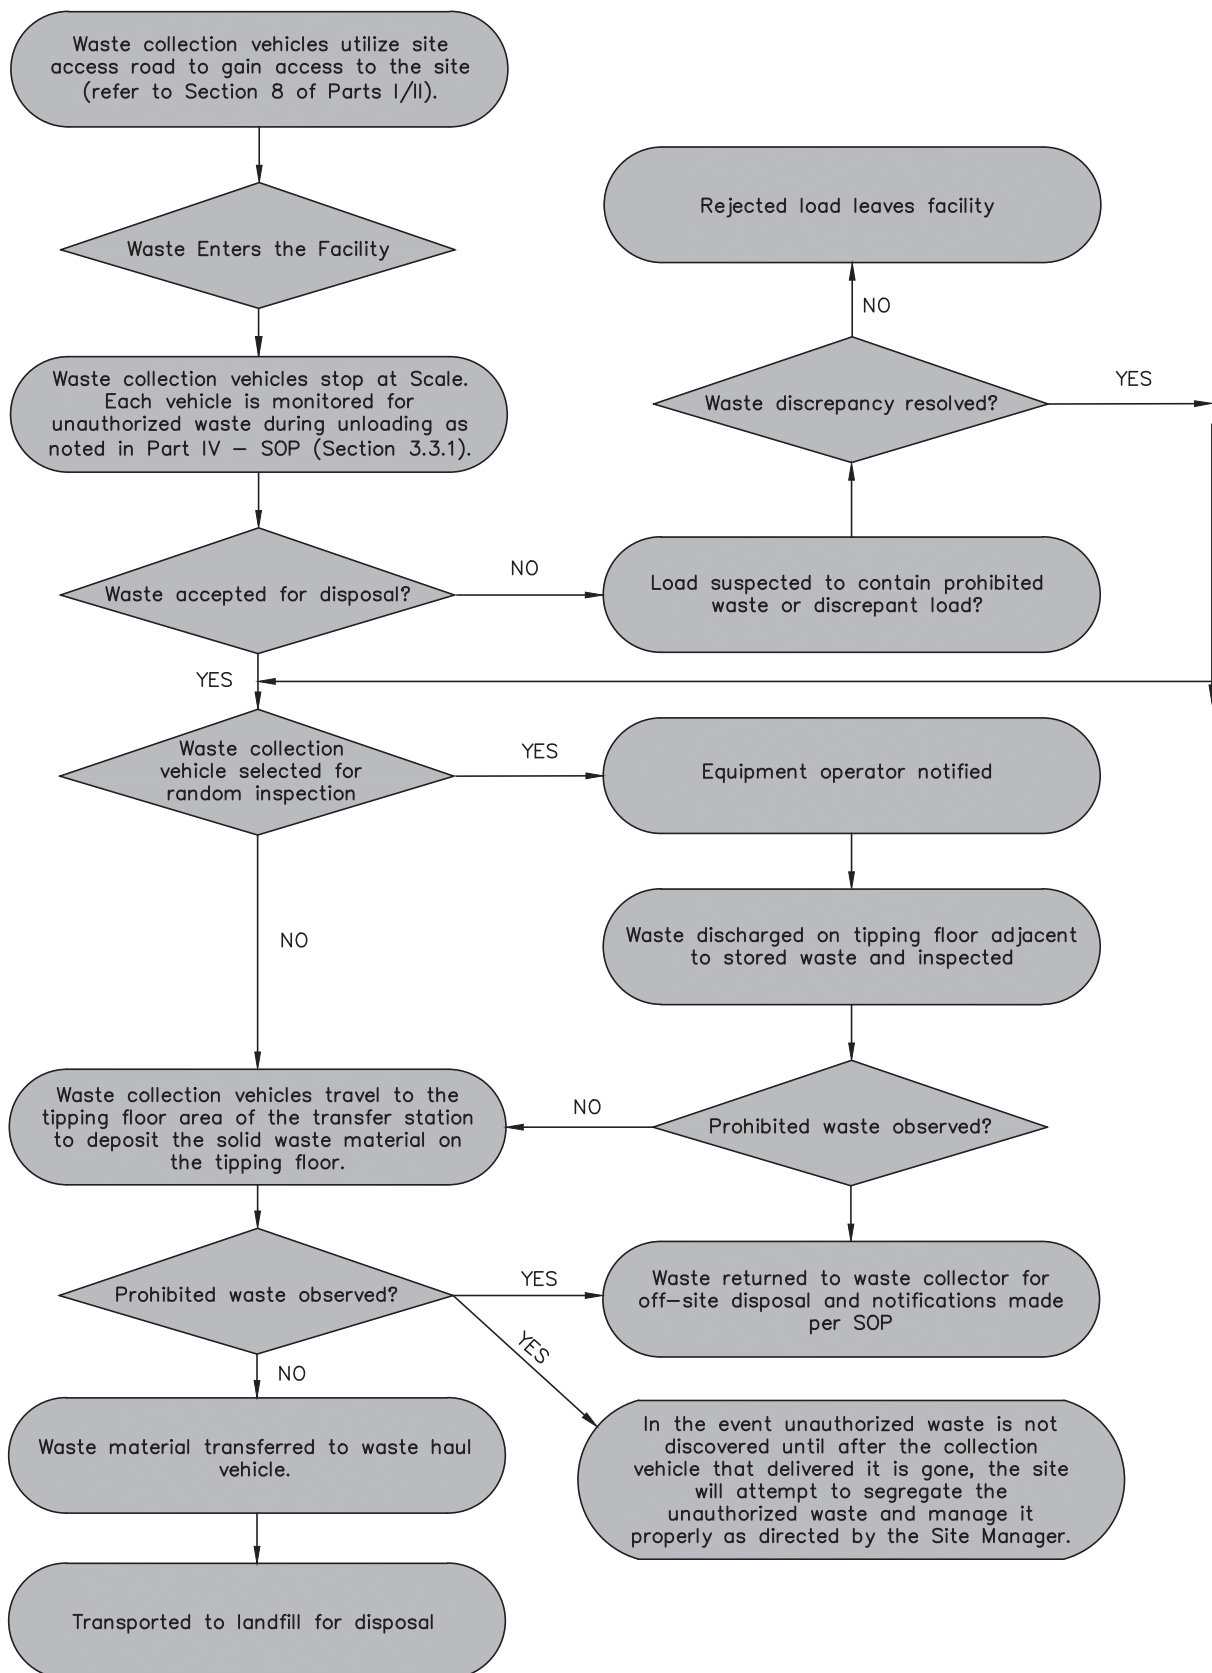 Waste collection vehicles utilize site
access road to gain access to the site
(refer to Section 8 of Parts I/II).
Waste Enters the Facility
Rejected load leaves facility
NO
Waste collection vehicles stop at Scale.
Each vehicle is monitored for
unauthorized waste during unloading as
noted in Part IV – SOP (Section 3.3.1).
Waste discrepancy resolved?
YES
Waste accepted for disposal?
NO
Load suspected to contain prohibited
waste or discrepant load?
YES
Waste collection
vehicle selected for
random inspection
YES
Equipment operator notified
NO
Waste discharged on tipping floor adjacent
to stored waste and inspected
Waste collection vehicles travel to the
tipping floor area of the transfer station
to deposit the solid waste material on
the tipping floor.
NO
Prohibited waste observed?
Prohibited waste observed?
YES
Waste returned to waste collector for
off–site disposal and notifications made
per SOP
YES
NO
Waste material transferred to waste haul
vehicle.
In the event unauthorized waste is not
discovered until after the collection
vehicle that delivered it is gone, the site
will attempt to segregate the
unauthorized waste and manage it
properly as directed by the Site Manager.
Transported to landfill for disposal